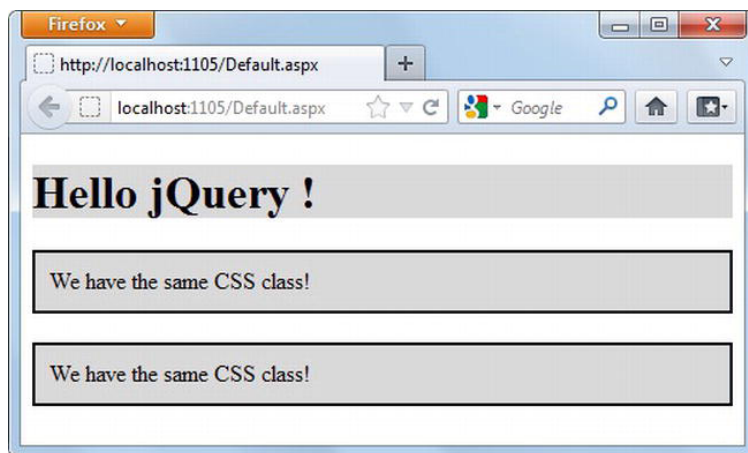 Firefox
http://localhost:1105/Default.aspx
localhost:1105/Default.aspx
Google
Hello jQuery !
We have the same CSS class!
We have the same CSS class!